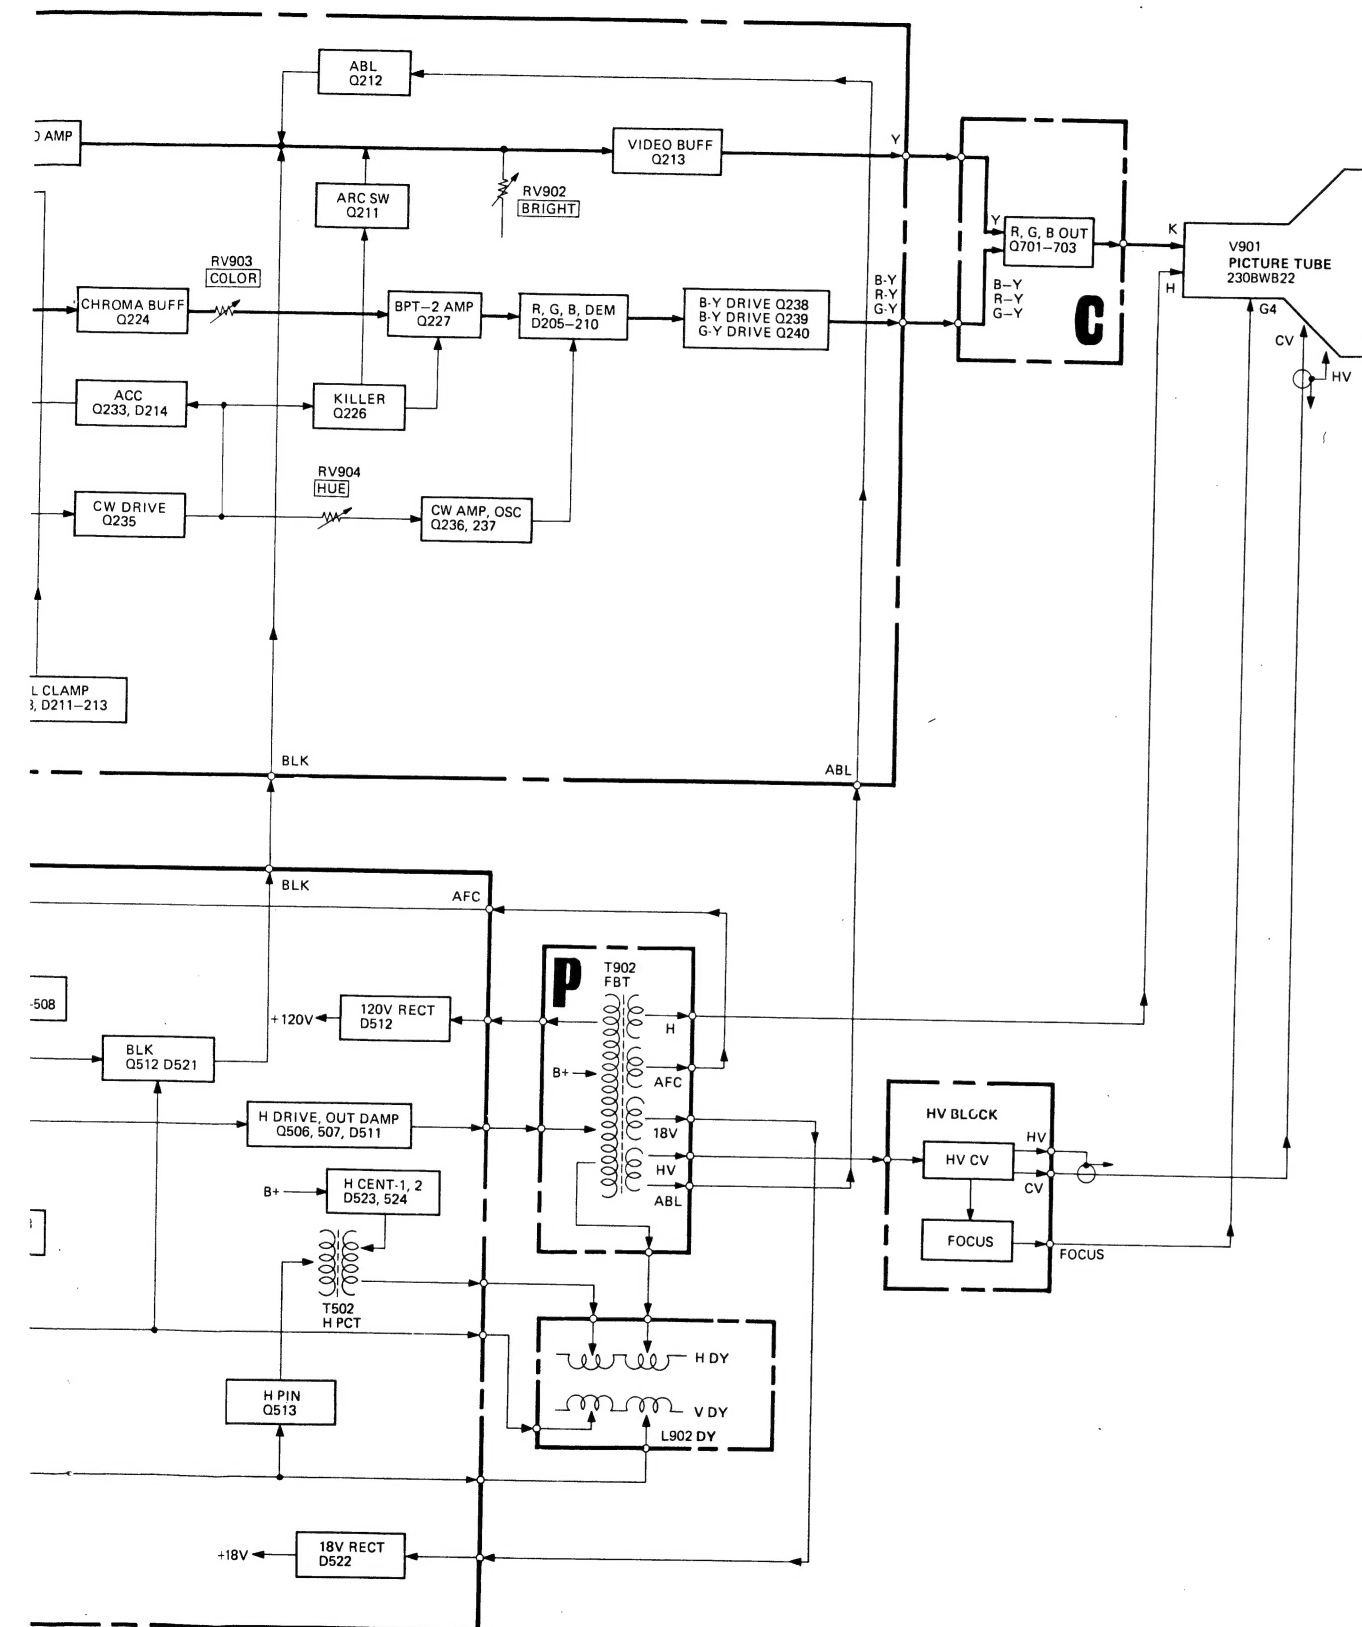 ABL
Q212
AMP
VIDEO BUFF
Q213
Y
ARC SW
Q211
RV902
BRIGHT
Y
R, G, B OUT
Q701–703
K
H
V901
PICTURE TUBE
230BWB22
G4
CV
HV
RV903
COLOR
CHROMA BUFF
Q224
BPT–2 AMP
Q227
R, G, B, DEM
D205–210
B-Y DRIVE Q238
B-Y DRIVE Q239
G-Y DRIVE Q240
B-Y
R-Y
G-Y
B–Y
R–Y
G–Y
C
ACC
Q233, D214
KILLER
Q226
RV904
HUE
CW DRIVE
Q235
CW AMP, OSC
Q236, 237
L CLAMP
, D211–213
BLK
ABL
BLK
AFC
P
T902
FBT
-508
+120V
120V RECT
D512
H
BLK
Q512 D521
B+
AFC
H DRIVE, OUT DAMP
Q506, 507, D511
18V
HV
ABL
HV BLOCK
HV CV
HV
CV
FOCUS
FOCUS
B+
H CENT-1, 2
D523, 524
T502
H PCT
H DY
V DY
L902 DY
H PIN
Q513
+18V
18V RECT
D522